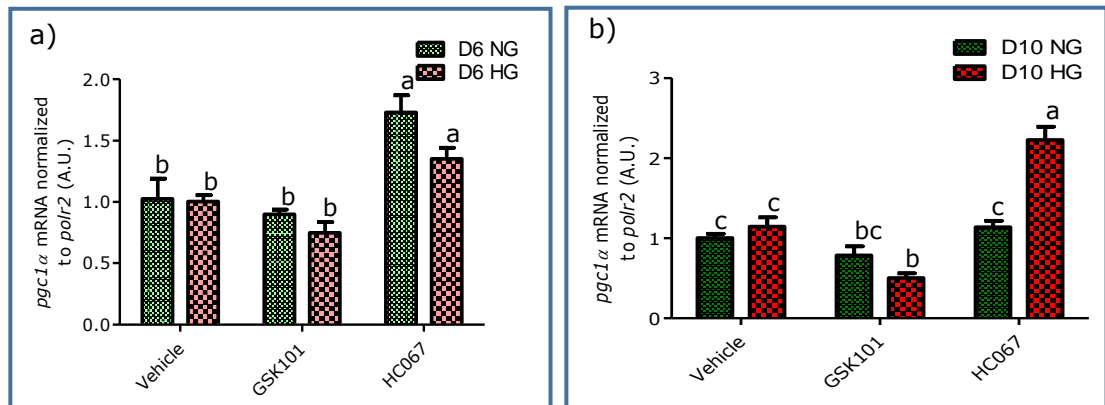 a)
D6 NG
D6 HG
pgc1α mRNA normalized
to polr2 (A.U.)
2.0
1.5
1.0
0.5
0.0
b
b
b
b
a
a
Vehicle
GSK101
HC067
b)
D10 NG
D10 HG
pgc1α mRNA normalized
to polr2 (A.U.)
3
2
1
0
c
c
bc
b
c
a
Vehicle
GSK101
HC067